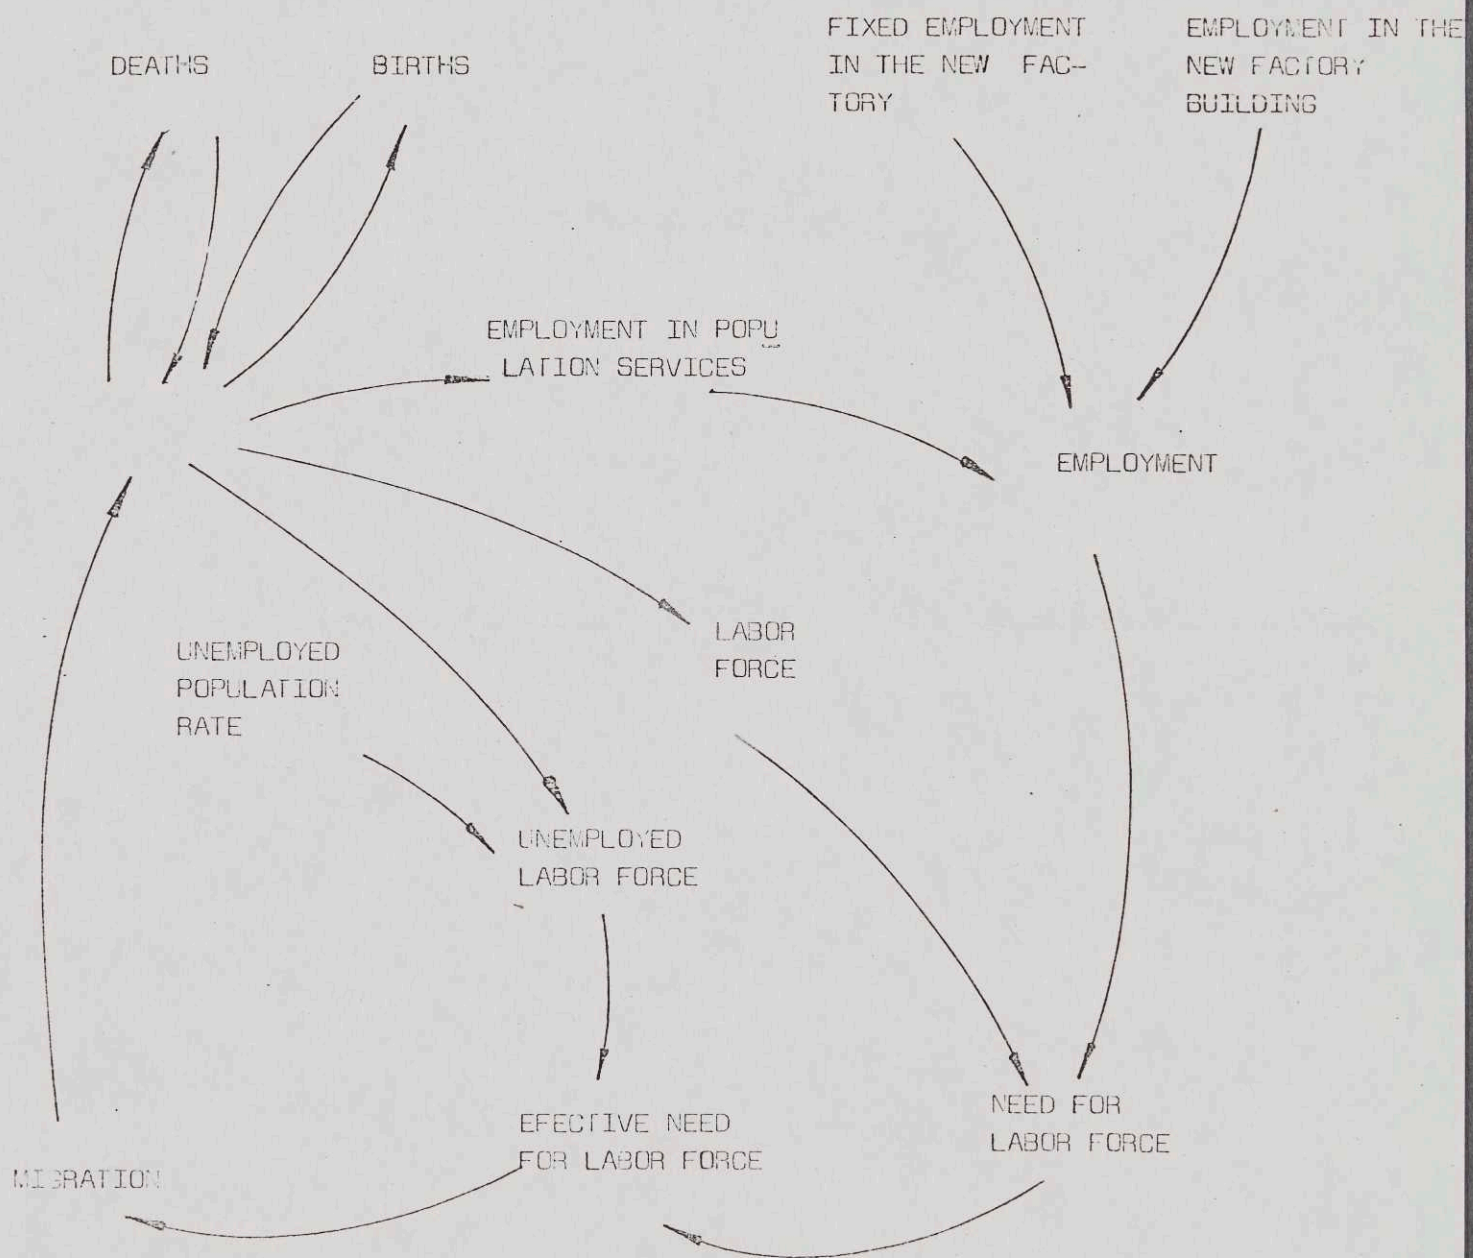 DEATHS
BIRTHS
FIXED EMPLOYMENT
IN THE NEW FAC-
TORY
EMPLOYMENT IN THE
NEW FACTORY
BUILDING
EMPLOYMENT IN POPU
LATION SERVICES
EMPLOYMENT
LABOR
FORCE
UNEMPLOYED
POPULATION
RATE
UNEMPLOYED
LABOR FORCE
EFECTIVE NEED
FOR LABOR FORCE
NEED FOR
LABOR FORCE
MIGRATION